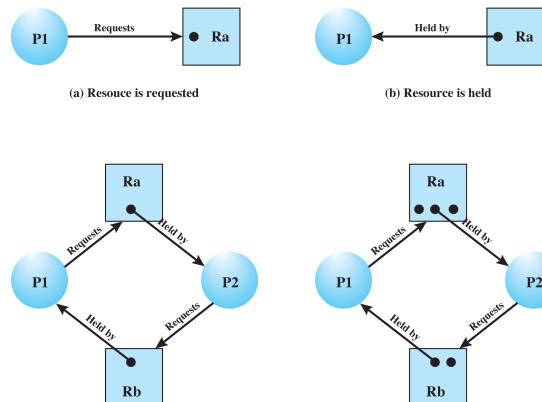 P1
Requests
Ra
(a) Resouce is requested
P1
Held by
Ra
(b) Resource is held
Ra
Requests
Held by
P1
P2
Held by
Requests
Rb
Ra
Requests
Held by
P1
P2
Held by
Requests
Rb